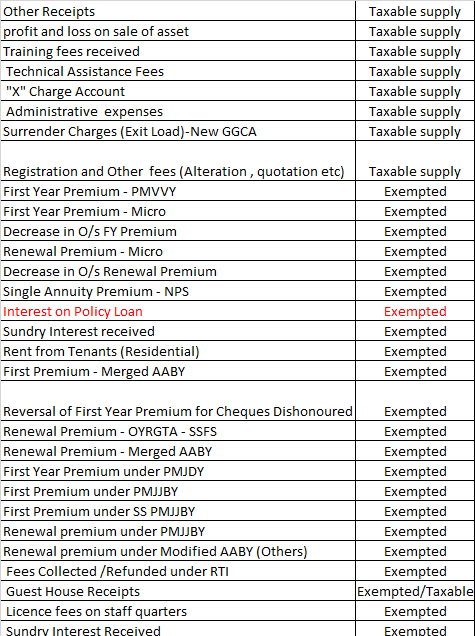 Other Receipts Taxable supply
profit and loss on sale of asset Taxable supply
Training fees received Taxable supply
Technical Assistance Fees Taxable supply
"X" Charge Account Taxable supply
Administrative expenses Taxable supply
Surrender Charges (Exit Load)-New GGCA Taxable supply
Registration and Other fees (Alteration , quotation etc) Taxable supply
First Year Premium - PMVVY Exempted
First Year Premium - Micro Exempted
Decrease in O/s FY Premium Exempted
Renewal Premium - Micro Exempted
Decrease in O/s Renewal Premium Exempted
Single Annuity Premium - NPS Exempted
Interest on Policy Loan Exempted
Sundry Interest received Exempted
Rent from Tenants (Residential) Exempted
First Premium - Merged AABY Exempted
Reversal of First Year Premium for Cheques Dishonoured Exempted
Renewal Premium - OYRGTA - SSFS Exempted
Renewal Premium - Merged AABY Exempted
First Year Premium under PMJDY Exempted
First Premium under PMJJBY Exempted
First Premium under SS PMJJBY Exempted
Renewal premium under PMJJBY Exempted
Renewal premium under Modified AABY (Others) Exempted
Fees Collected /Refunded under RTI Exempted
Guest House Receipts Exempted/Taxable
Licence fees on staff quarters Exempted
Sundry Interest Received Exempted